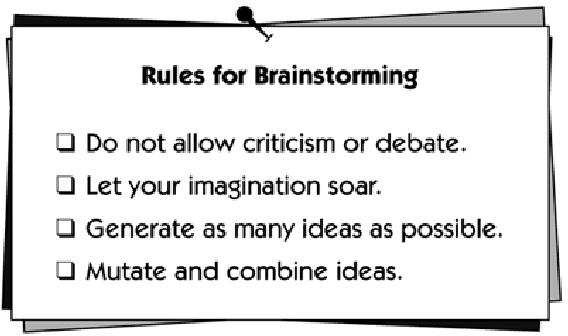 Rules for Brainstorming
❑ Do not allow criticism or debate.
❑ Let your imagination soar.
❑ Generate as many ideas as possible.
❑ Mutate and combine ideas.